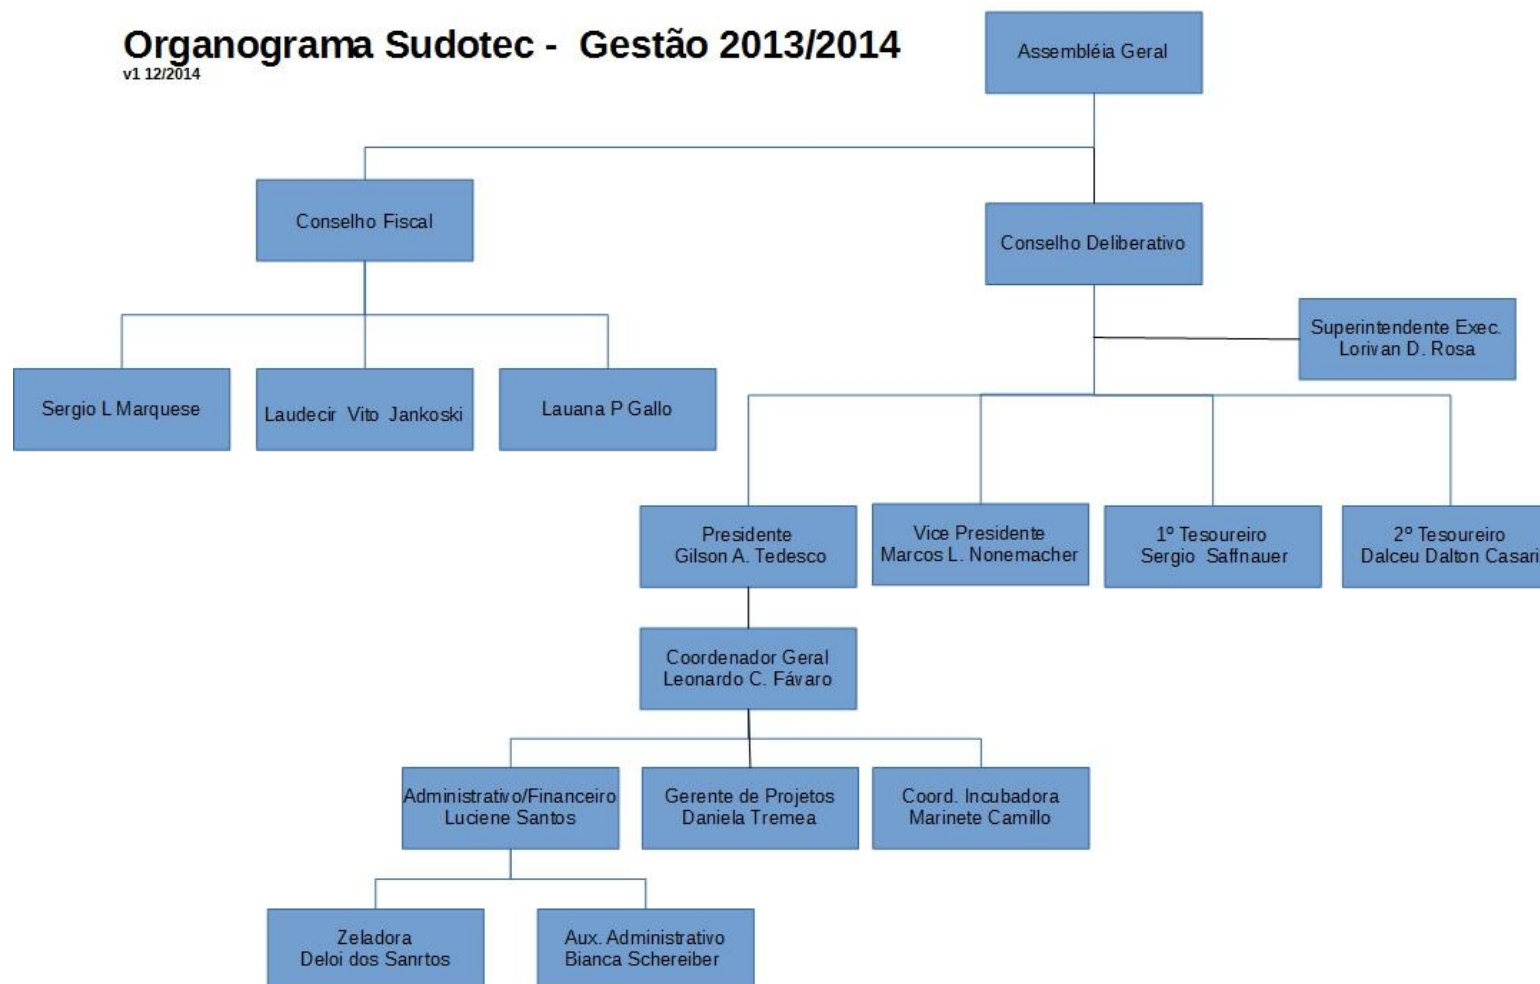 Organograma Sudotec - Gestão 2013/2014
v1 12/2014
Assembléia Geral
Conselho Fiscal
Conselho Deliberativo
Superintendente Exec.
Lorivan D. Rosa
Sergio L Marquese
Laudecir Vito Jankoski
Lauana P Gallo
Presidente
Gilson A. Tedesco
Vice Presidente
Marcos L. Nonemacher
1º Tesoureiro
Sergio Saffnauer
2º Tesoureiro
Dalceu Dalton Casari
Coordenador Geral
Leonardo C. Fávaro
Administrativo/Financeiro
Luciene Santos
Gerente de Projetos
Daniela Tremea
Coord. Incubadora
Marinete Camillo
Zeladora
Deloi dos Sanrtos
Aux. Administrativo
Bianca Schereiber